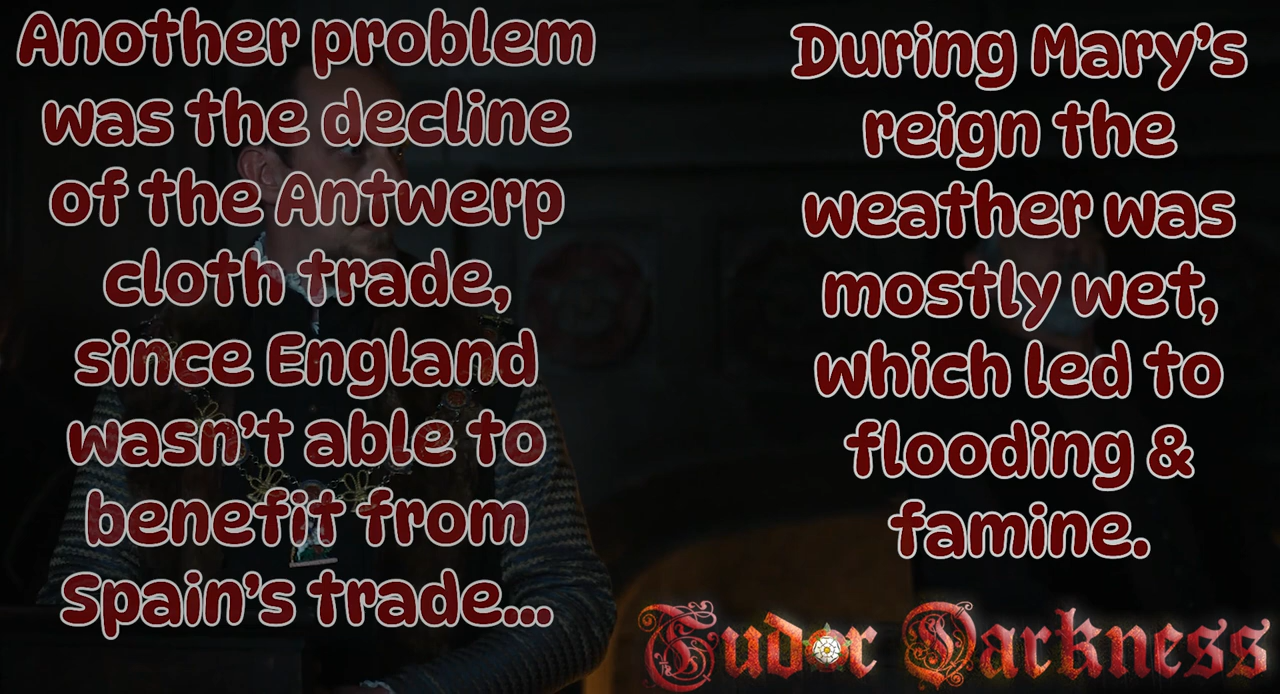 Another problem
was the decline
of the Antwerp
cloth trade,
since England
wasn't able to
benefit from
Spain's trade...
During Mary's
reign the
weather was
mostly wet,
which led to
flooding &
famine.
Tudor Darkness